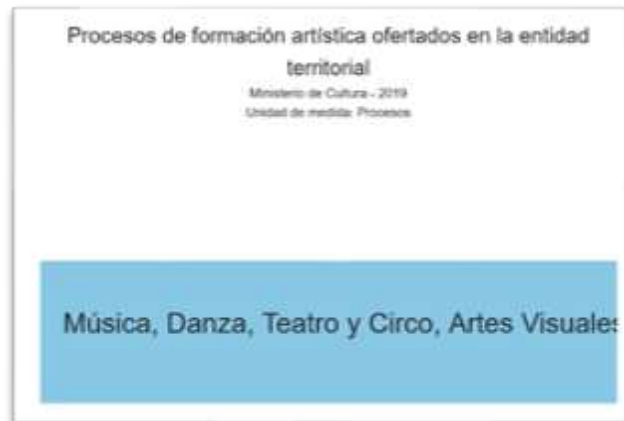 Procesos de formación artística ofertados en la entidad
territorial
Ministerio de Cultura - 2019
Unidad de medida: Procesos
Música, Danza, Teatro y Circo, Artes Visuales